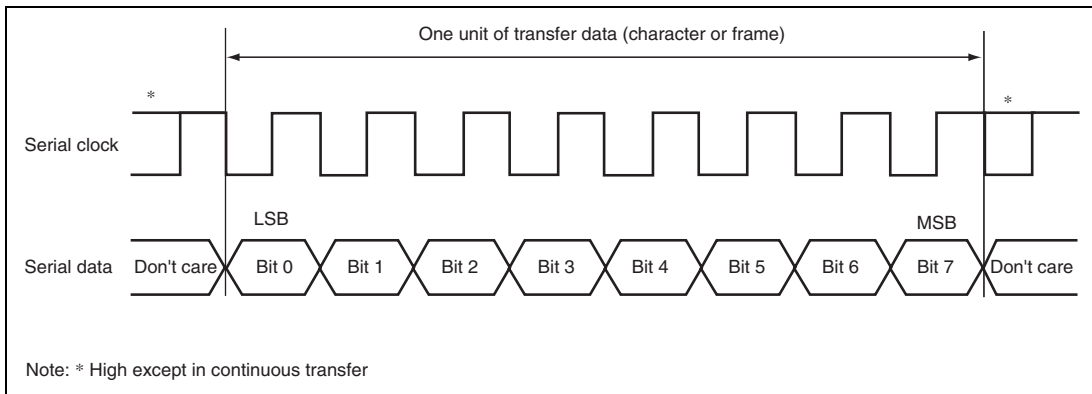 One unit of transfer data (character or frame)
*
*
Serial clock
LSB
MSB
Serial data
Don't care
Bit 0
Bit 1
Bit 2
Bit 3
Bit 4
Bit 5
Bit 6
Bit 7
Don't care
Note: * High except in continuous transfer